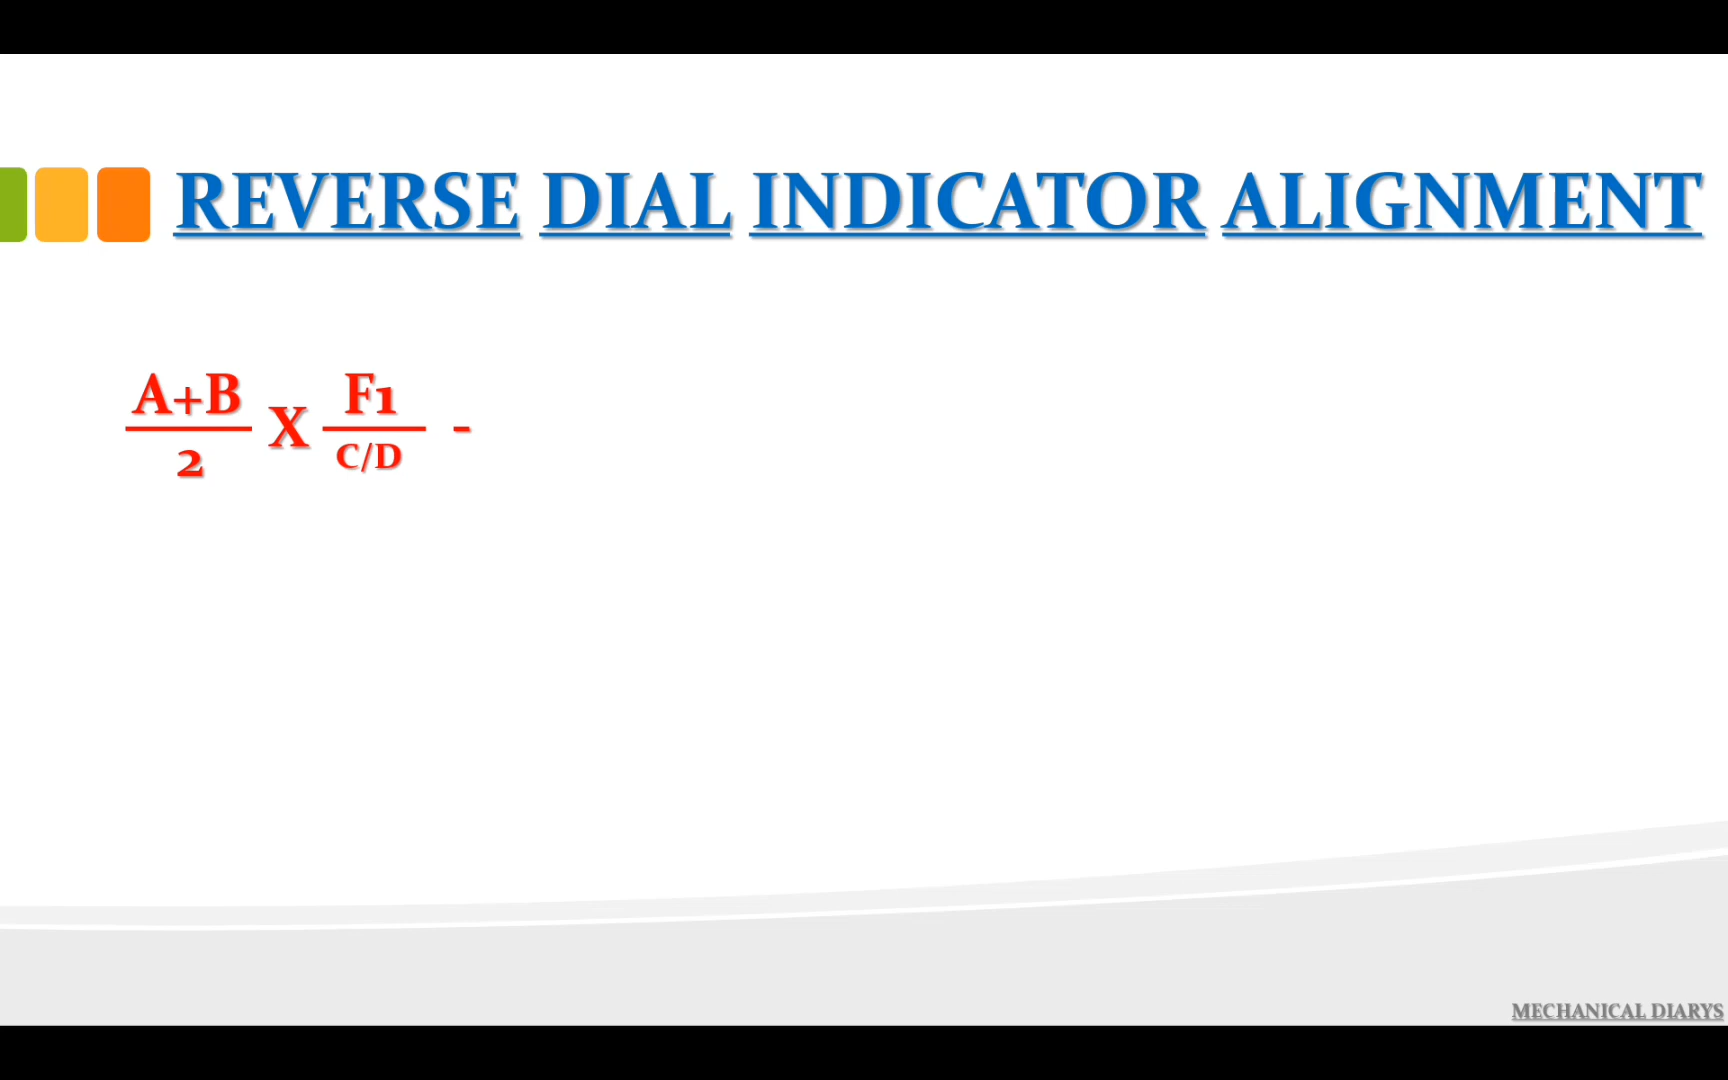 REVERSE DIAL INDICATOR ALIGNMENT
A+B F1
X -
2 C/D
MECHANICAL DIARYS